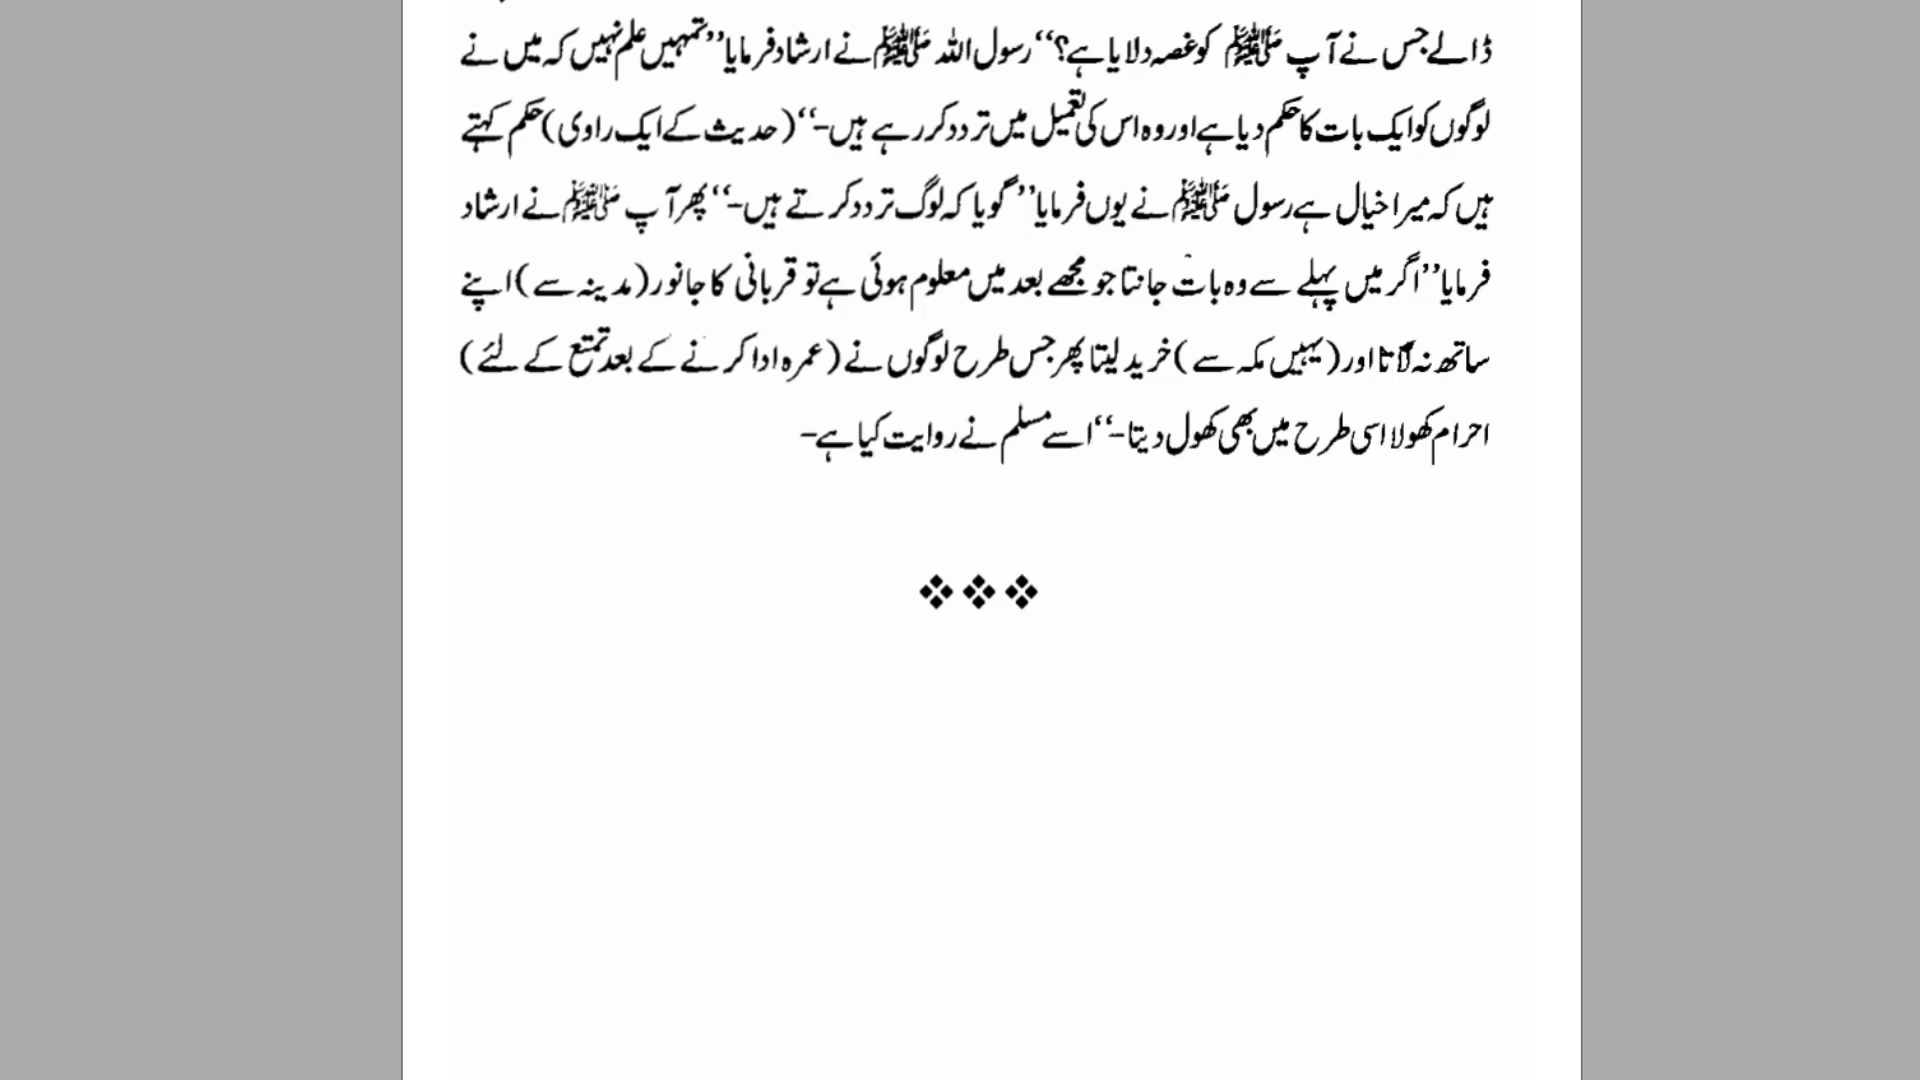 ڈالے جس نے آپ ﷺ کو غصہ دلایا ہے؟‘‘ رسول اللہ ﷺ نے ارشاد فرمایا ’’تمہیں علم نہیں کہ میں نے
لوگوں کو ایک بات کا حکم دیا ہے اور وہ اس کی تعمیل میں تردد کر رہے ہیں-‘‘ (حدیث کے ایک راوی) حکم کہتے
ہیں کہ میرا خیال ہے رسول ﷺ نے یوں فرمایا ’’گویا کہ لوگ تردد کرتے ہیں-‘‘ پھر آپ ﷺ نے ارشاد
فرمایا ’’اگر میں پہلے سے وہ بات جانتا جو مجھے بعد میں معلوم ہوئی ہے تو قربانی کا جانور (مدینہ سے) اپنے
ساتھ نہ لاتا اور (یہیں مکہ سے) خرید لیتا پھر جس طرح لوگوں نے (عمرہ ادا کرنے کے بعد تمتع کے لئے)
احرام کھولا اسی طرح میں بھی کھول دیتا-‘‘ اسے مسلم نے روایت کیا ہے-